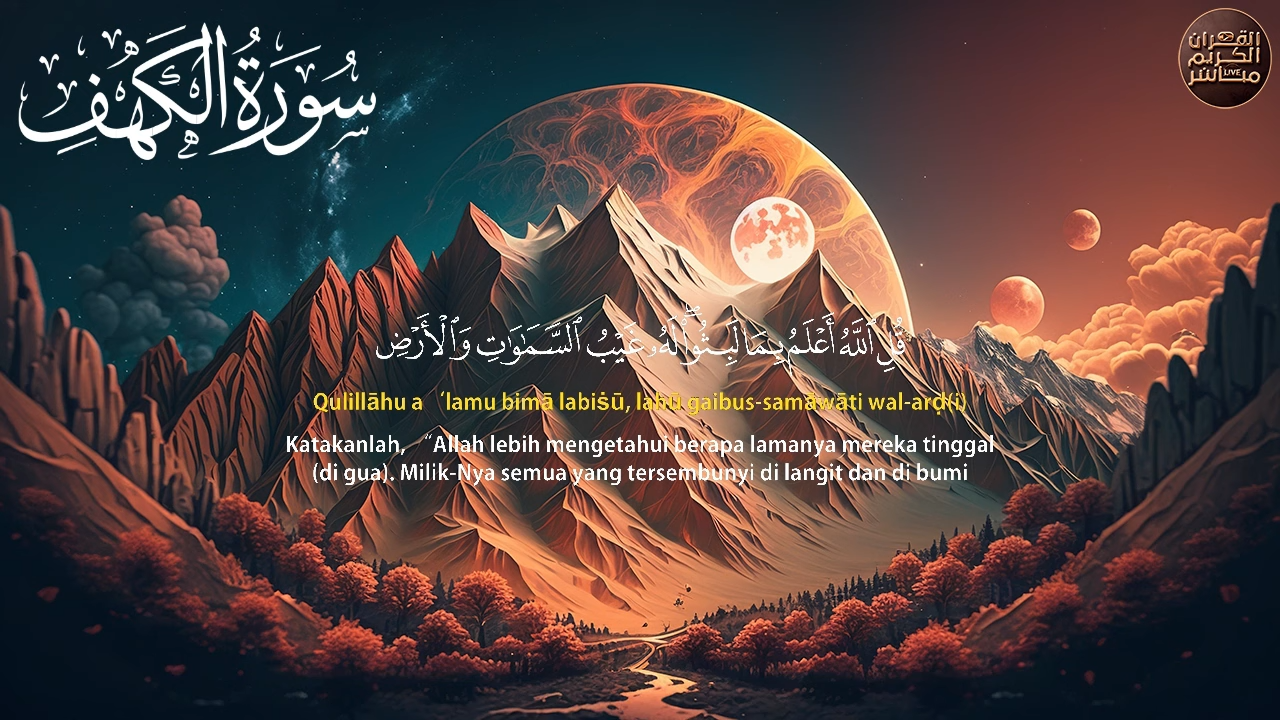 سُورَةُ الكَهْفِ
القرآن
الكريم
مباشر
LIVE
قُلِ ٱللَّهُ أَعْلَمُ بِمَا لَبِثُوا۟ ۖ لَهُۥ غَيْبُ ٱلسَّمَـٰوَٰتِ وَٱلْأَرْضِ
Qulillāhu a ‘lamu bimā labiṡū, lahū gaibus-samāwāti wal-arḍ(i)
Katakanlah, “Allah lebih mengetahui berapa lamanya mereka tinggal
(di gua). Milik-Nya semua yang tersembunyi di langit dan di bumi